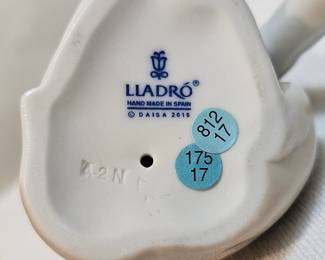 LLADRÓ®
HAND MADE IN SPAIN
© DAISA 2015
812
17
175
17